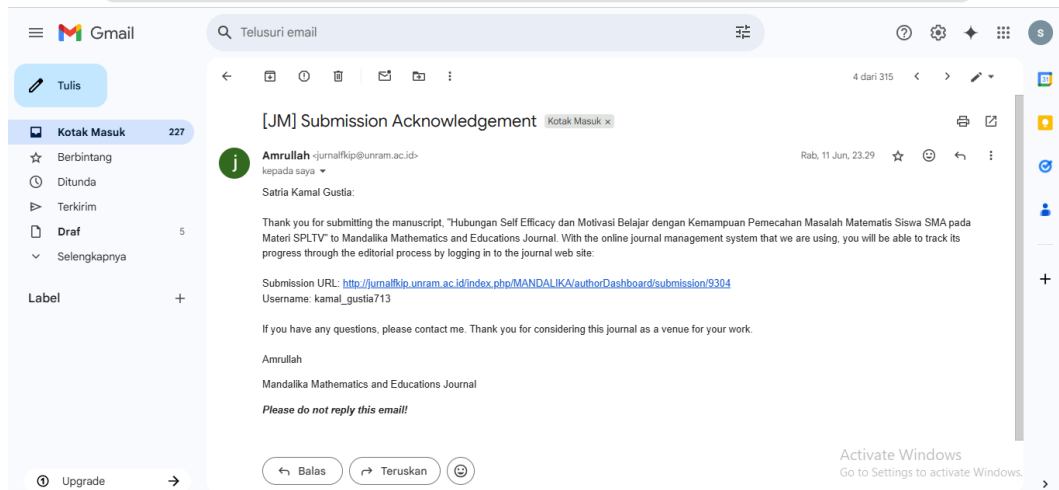 Gmail
Telusuri email
s
Tulis
4 dari 315
31
[JM] Submission Acknowledgement Kotak Masuk x
Kotak Masuk 227
Berbintang
Ditunda
Terkirim
Draf 5
Selengkapnya
Label +
j
Amrullah <jurnalfkip@unram.ac.id>
Rab, 11 Jun, 23.29
kepada saya
Satria Kamal Gustia:
Thank you for submitting the manuscript, "Hubungan Self Efficacy dan Motivasi Belajar dengan Kemampuan Pemecahan Masalah Matematis Siswa SMA pada
Materi SPLTV" to Mandalika Mathematics and Educations Journal. With the online journal management system that we are using, you will be able to track its
progress through the editorial process by logging in to the journal web site:
Submission URL: http://jurnalfkip.unram.ac.id/index.php/MANDALIKA/authorDashboard/submission/9304
Username: kamal_gustia713
If you have any questions, please contact me. Thank you for considering this journal as a venue for your work.
Amrullah
Mandalika Mathematics and Educations Journal
Please do not reply this email!
Balas
Teruskan
Activate Windows
Go to Settings to activate Windows.
1 Upgrade